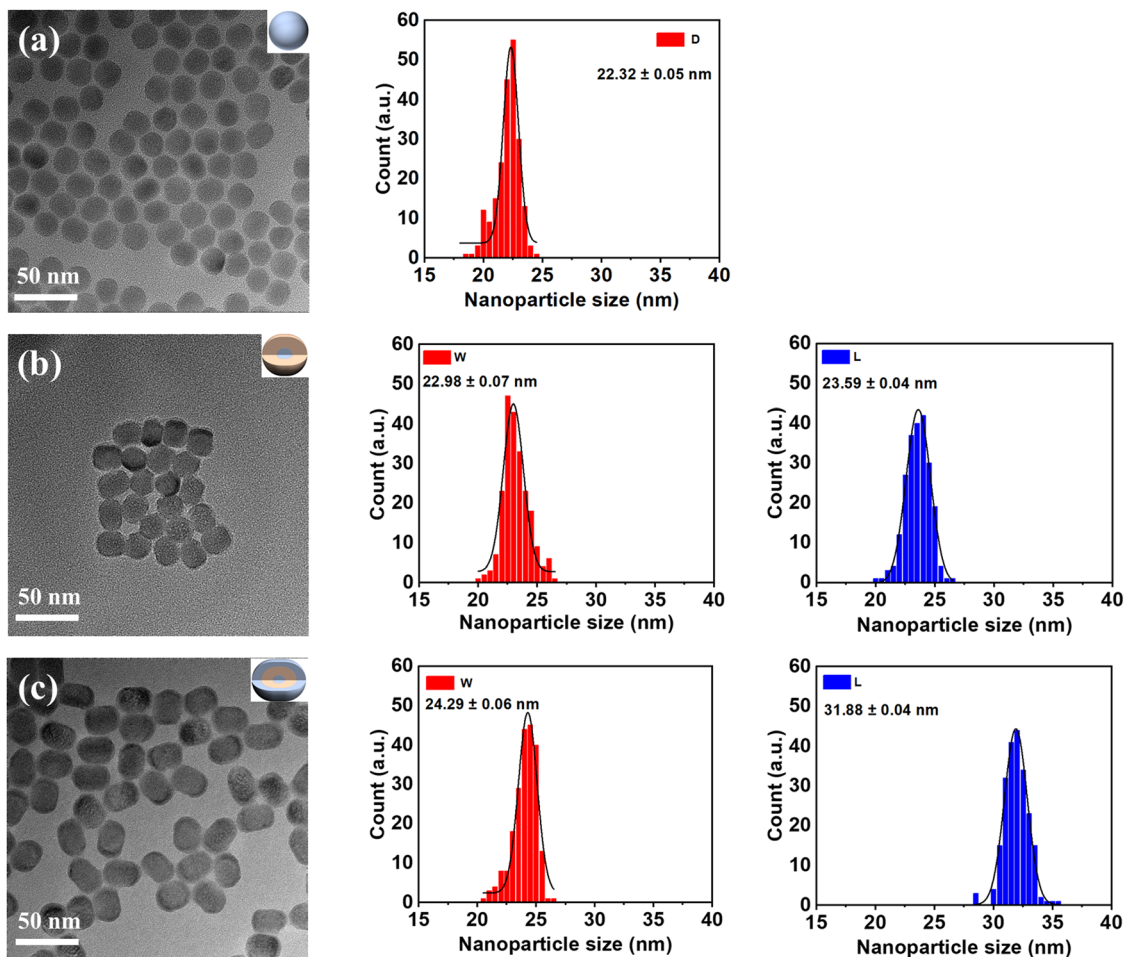 (a)
50 nm
60
50
40
30
20
10
0
Count (a.u.)
D
22.32 ± 0.05 nm
15 20 25 30 35 40
Nanoparticle size (nm)
(b)
50 nm
60
50
40
30
20
10
0
Count (a.u.)
W
22.98 ± 0.07 nm
15 20 25 30 35 40
Nanoparticle size (nm)
60
50
40
30
20
10
0
Count (a.u.)
L
23.59 ± 0.04 nm
15 20 25 30 35 40
Nanoparticle size (nm)
(c)
50 nm
60
50
40
30
20
10
0
Count (a.u.)
W
24.29 ± 0.06 nm
15 20 25 30 35 40
Nanoparticle size (nm)
60
50
40
30
20
10
0
Count (a.u.)
L
31.88 ± 0.04 nm
15 20 25 30 35 40
Nanoparticle size (nm)